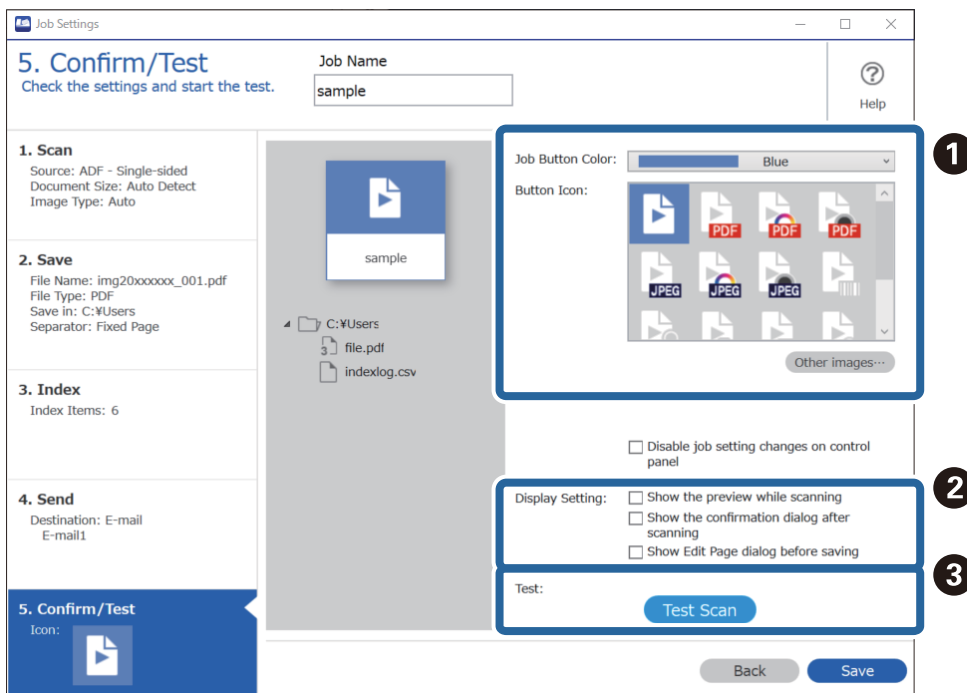 Job Settings
5. Confirm/Test
Check the settings and start the test.
Job Name
sample
Help
1. Scan
Source: ADF - Single-sided
Document Size: Auto Detect
Image Type: Auto
2. Save
File Name: img20xxxxxx_001.pdf
File Type: PDF
Save in: C:¥Users
Separator: Fixed Page
3. Index
Index Items: 6
4. Send
Destination: E-mail
E-mail1
5. Confirm/Test
Icon:
sample
C:¥Users
3 file.pdf
indexlog.csv
1
Job Button Color: Blue
Button Icon:
PDF PDF PDF
JPEG JPEG JPEG
Other images···
Disable job setting changes on control
panel
2
Display Setting: Show the preview while scanning
Show the confirmation dialog after
scanning
Show Edit Page dialog before saving
3
Test:
Test Scan
Back Save